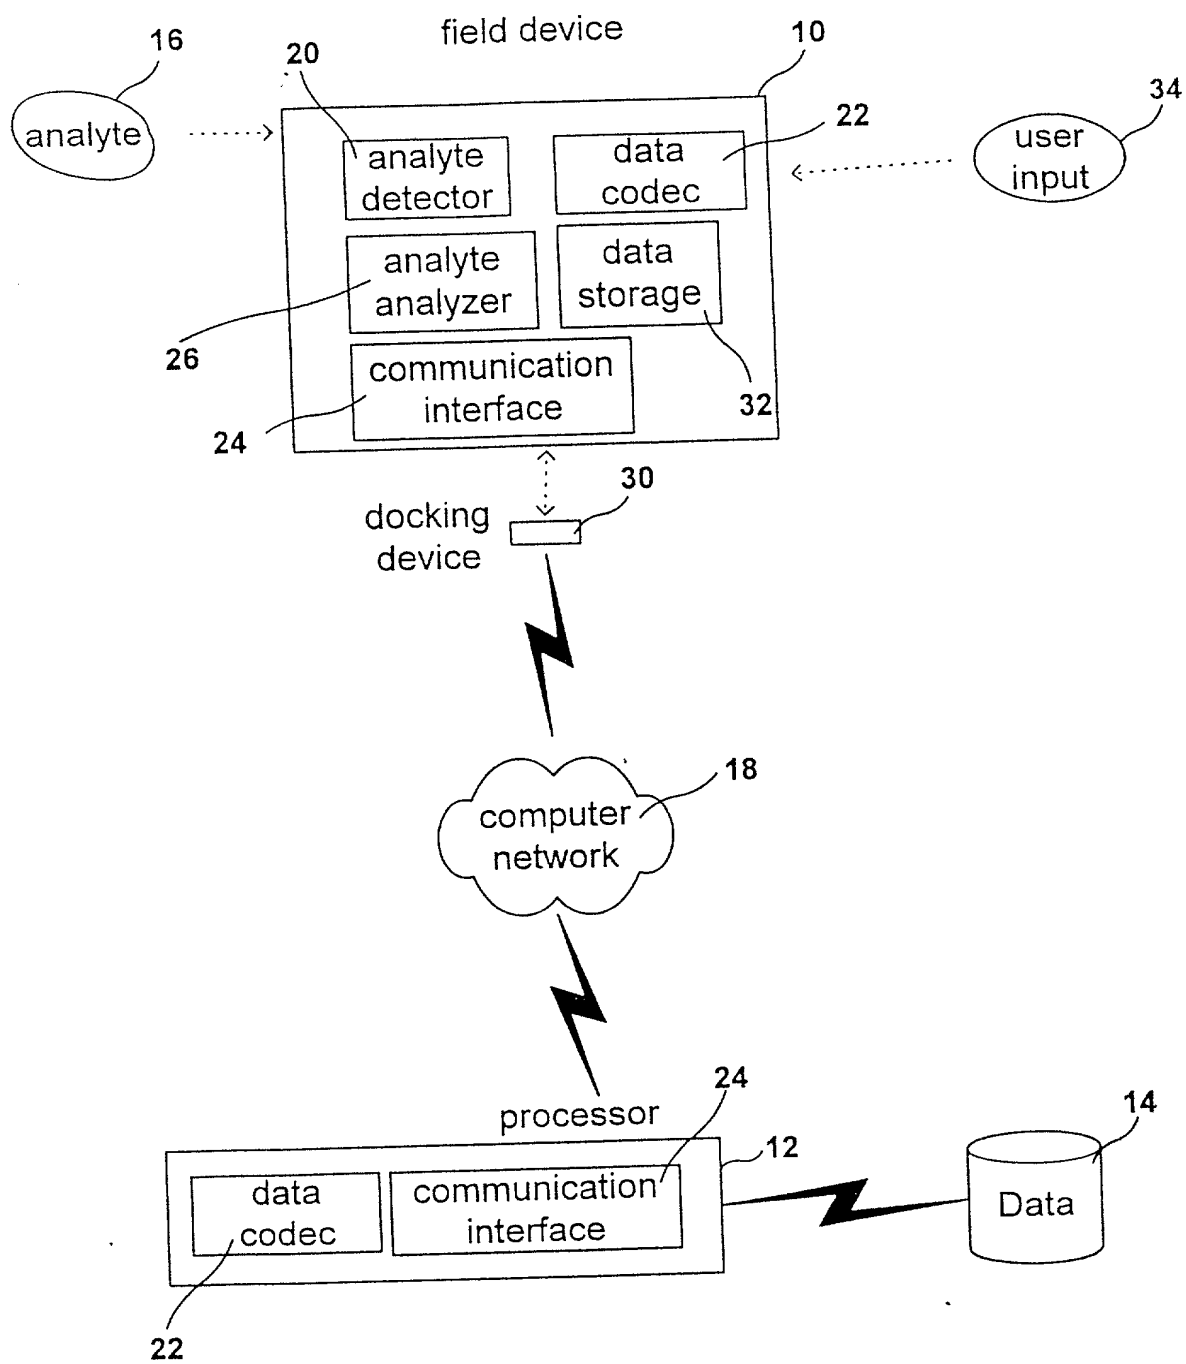 field device
16
20
10
34
analyte
analyte
detector
data
codec
22
user
input
analyte
analyzer
data
storage
26
communication
interface
32
24
30
docking
device
18
computer
network
24
processor
14
12
data
codec
communication
interface
Data
22